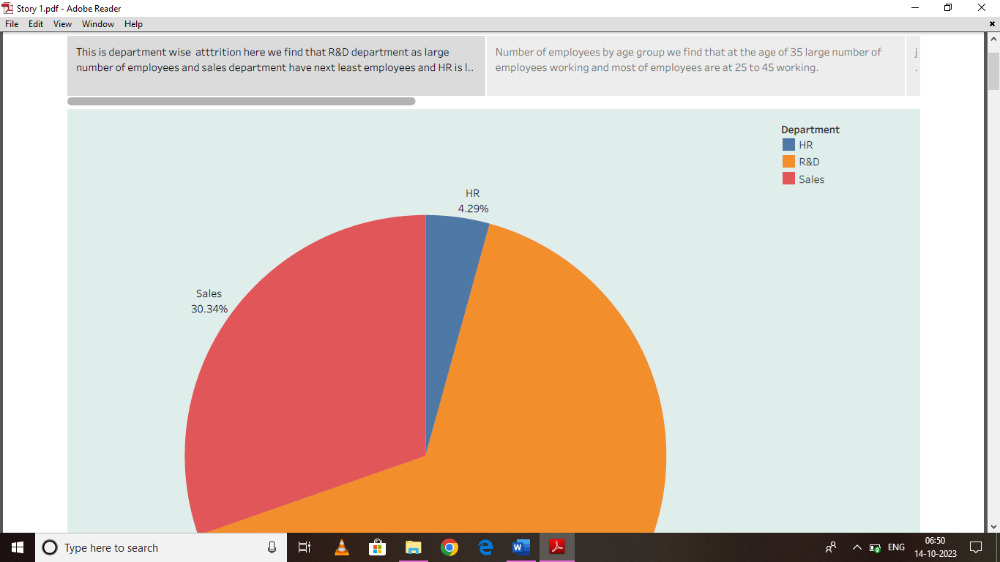 Story 1.pdf - Adobe Reader
File Edit View Window Help
This is department wise atttrition here we find that R&D department as large
number of employees and sales department have next least employees and HR is l..
Number of employees by age group we find that at the age of 35 large number of
employees working and most of employees are at 25 to 45 working.
j
.
Department
HR
R&D
Sales
HR
4.29%
Sales
30.34%
Type here to search
ENG
06:50
14-10-2023